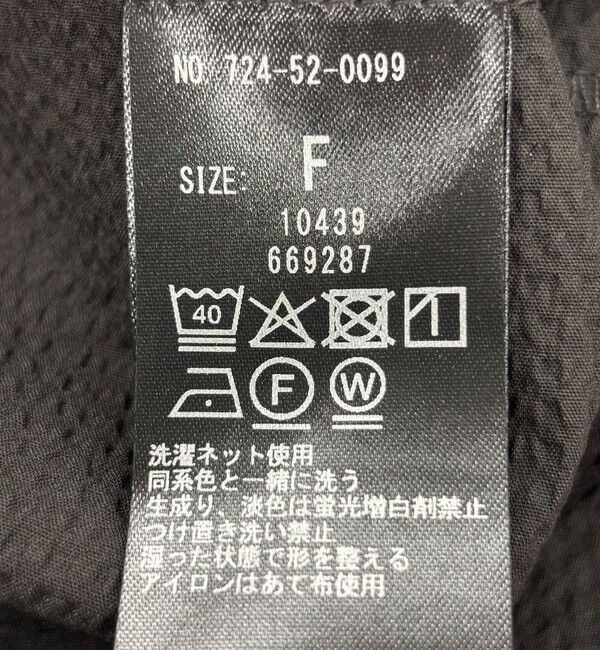 NO. 724-52-0099
SIZE: F
10439
669287
40
F W
洗濯ネット使用
同系色と一緒に洗う
生成り、淡色は蛍光増白剤禁止
つけ置き洗い禁止
湿った状態で形を整える
アイロンはあて布使用